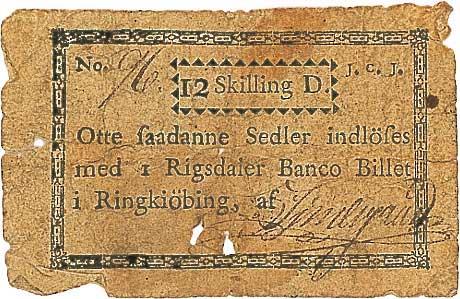 No.
12 Skilling D. J. C. J.
Otte saadanne Sedler indlöses
med 1 Rigsdaler Banco Billet
i Ringkiöbing, af